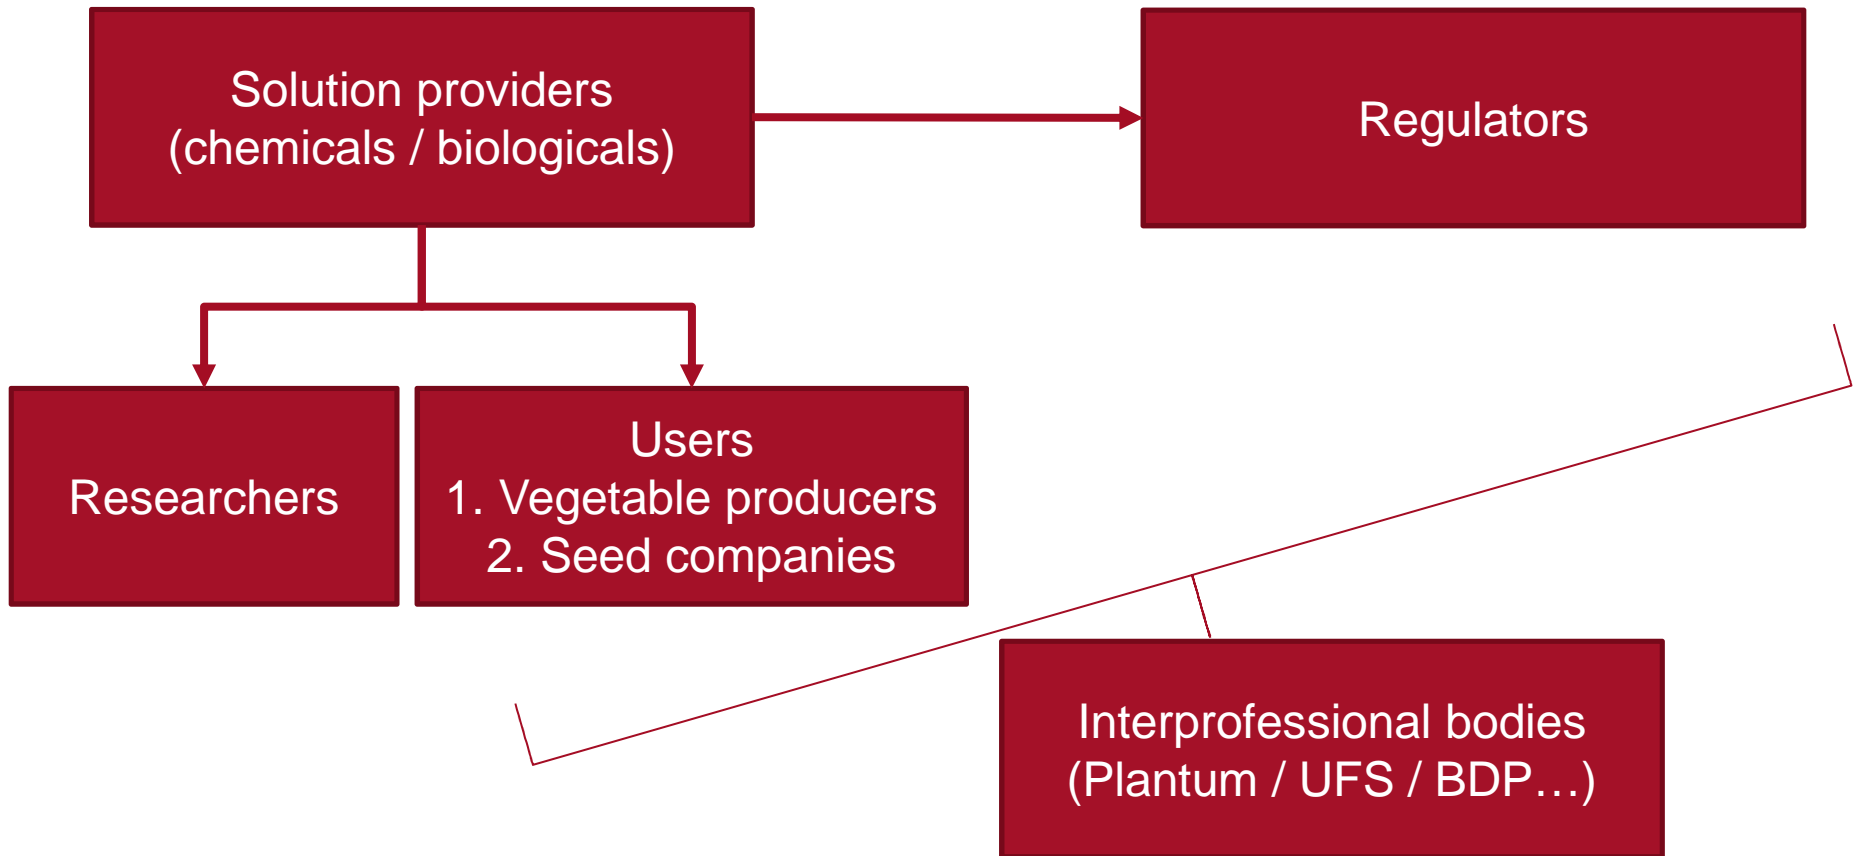 Solution providers
(chemicals / biologicals)
Regulators
Researchers
Users
1. Vegetable producers
2. Seed companies
Interprofessional bodies
(Plantum / UFS / BDP…)